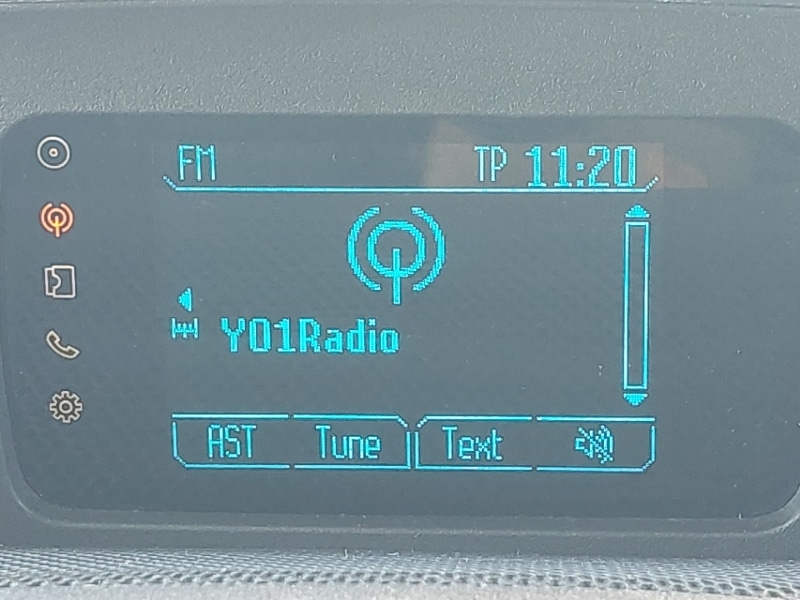 FM TP 11:20
YO1Radio
AST Tune Text